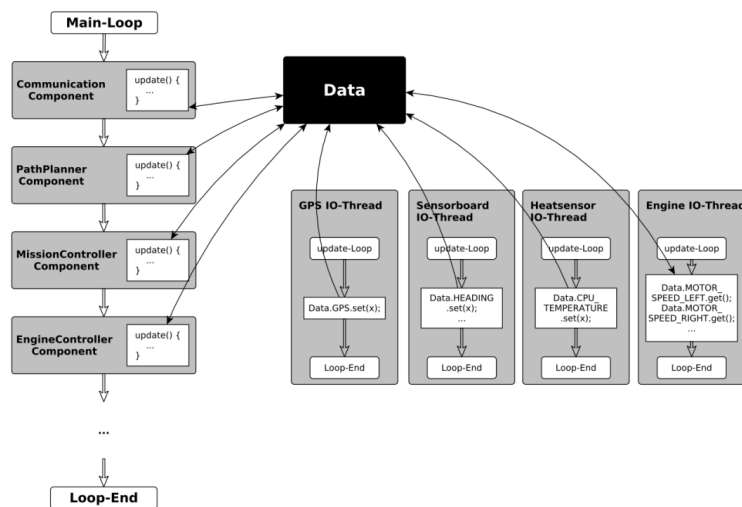 Main-Loop
Communication
Component
update() {
...
}
PathPlanner
Component
update() {
...
}
MissionController
Component
update() {
...
}
EngineController
Component
update() {
...
}
...
Loop-End
Data
GPS IO-Thread
update-Loop
Data.GPS.set(x);
Loop-End
Sensorboard
IO-Thread
update-Loop
Data.HEADING
.set(x);
...
Loop-End
Heatsensor
IO-Thread
update-Loop
Data.CPU_
TEMPERATURE
.set(x);
Loop-End
Engine IO-Thread
update-Loop
Data.MOTOR_
SPEED_LEFT.get();
Data.MOTOR_
SPEED_RIGHT.get();
...
Loop-End